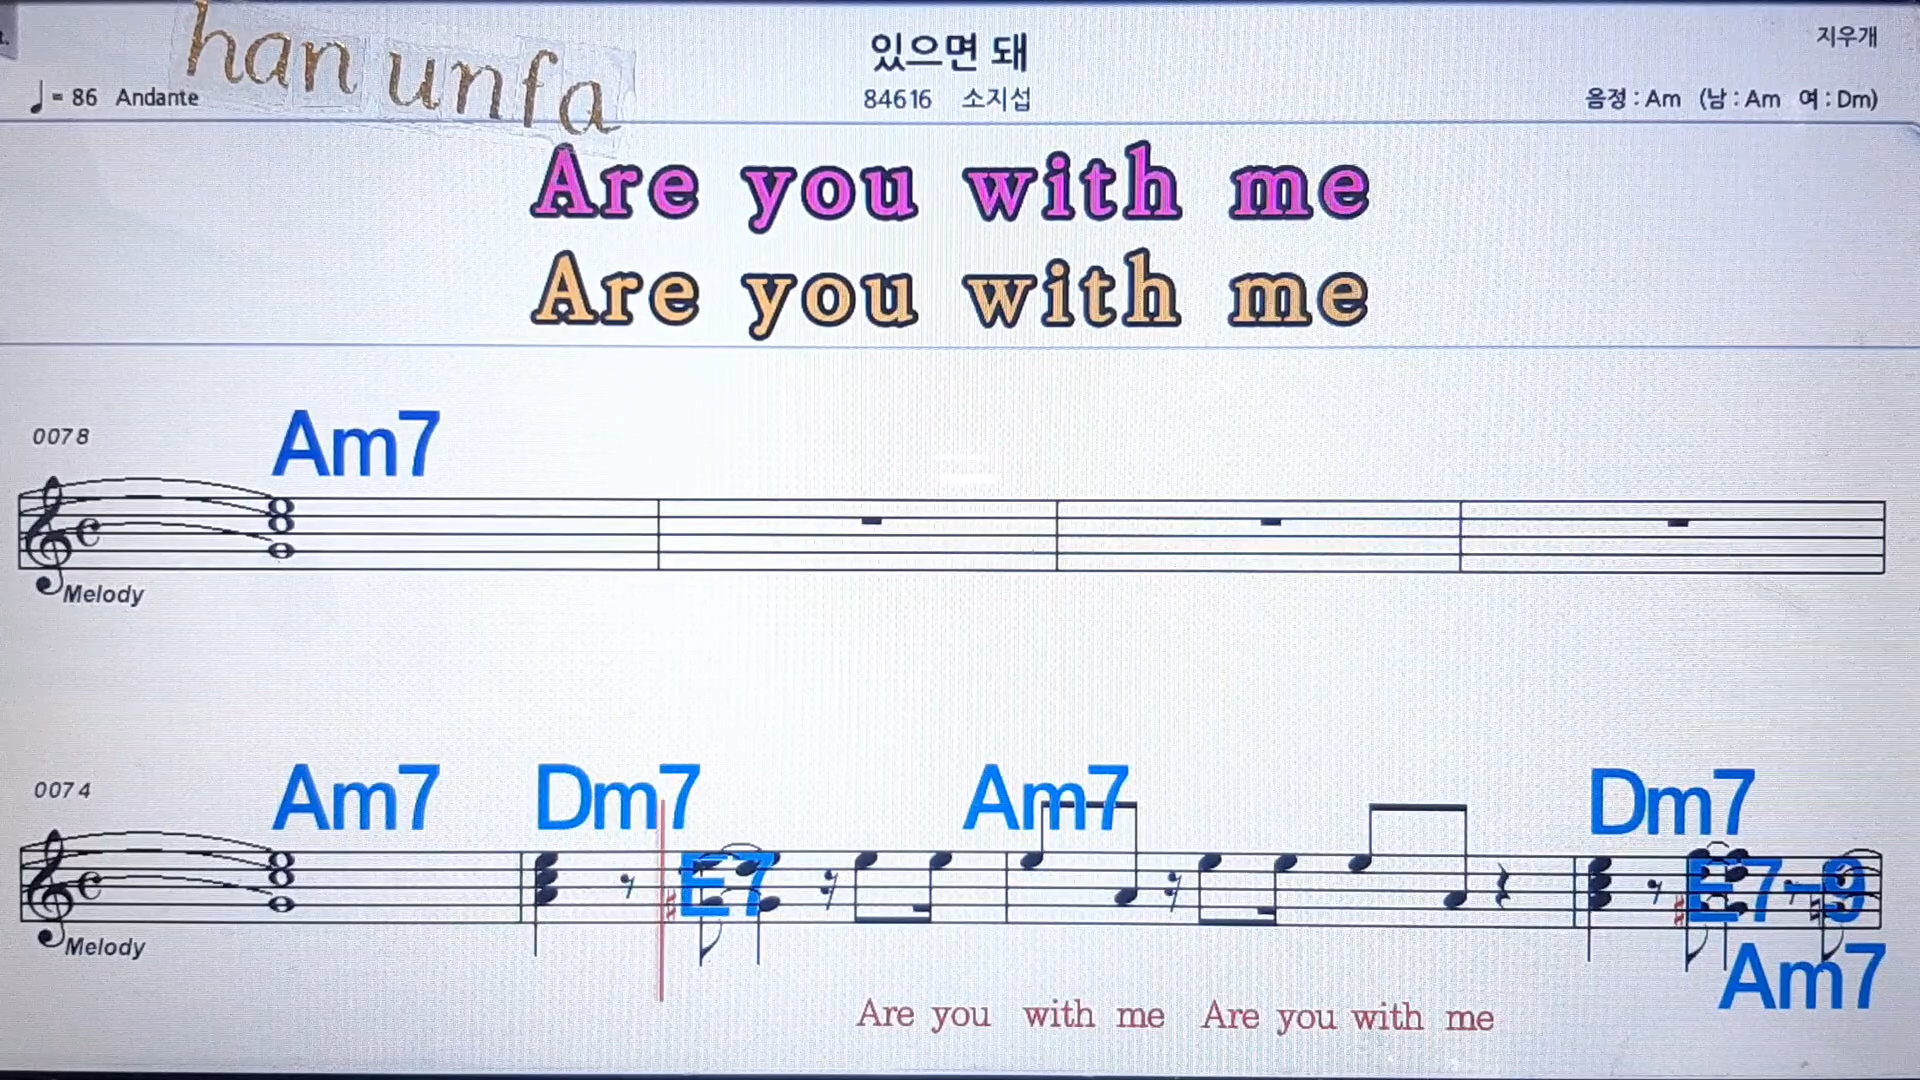 han unfa
있으면 돼
지우개
♩= 86 Andante
84616 소지섭
음정 : Am (남 : Am 여 : Dm)
Are you with me
Are you with me
0078
Am7
Melody
0074
Am7 Dm7 E7 Am7 Dm7 E7-9 Am7
Melody
Are you with me Are you with me